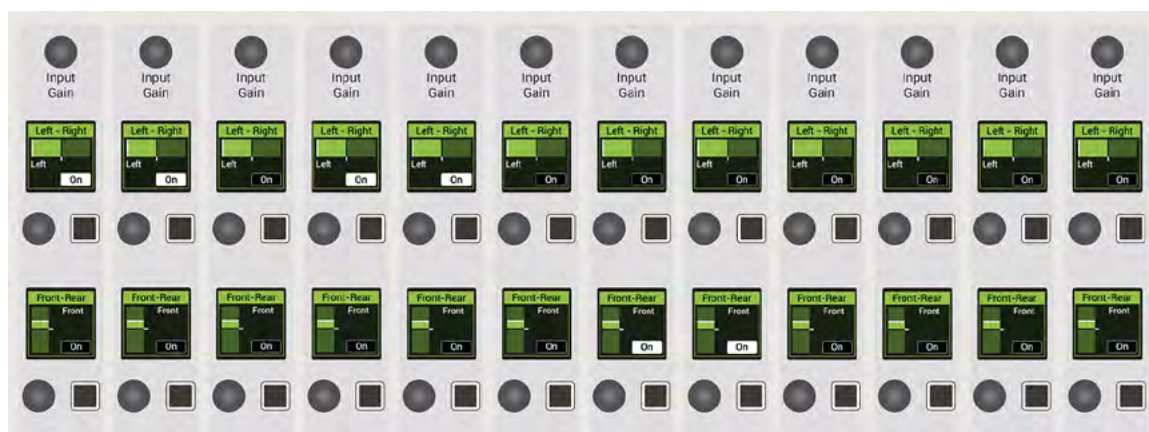 Input Input Input Input Input Input Input Input Input Input Input Input
Gain Gain Gain Gain Gain Gain Gain Gain Gain Gain Gain Gain
Left - Right Left - Right Left - Right Left - Right Left - Right Left - Right Left - Right Left - Right Left - Right Left - Right Left - Right Left - Right
Left Left Left Left Left Left Left Left Left Left Left Left
On On On On On On On On On On On On
Front-Rear Front-Rear Front-Rear Front-Rear Front-Rear Front-Rear Front-Rear Front-Rear Front-Rear Front-Rear Front-Rear Front-Rear
Front Front Front Front Front Front Front Front Front Front Front Front
On On On On On On On On On On On On